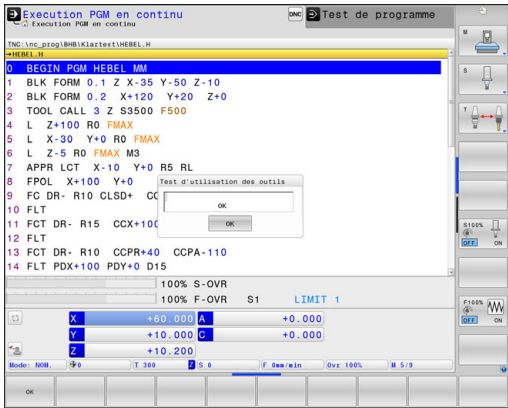 Execution PGM en continu
DNC
Test de programme
Execution PGM en continu
TNC:\nc_prog\BHB\Klartext\HEBEL.H
→HEBEL.H
0 BEGIN PGM HEBEL MM
1 BLK FORM 0.1 Z X-35 Y-50 Z-10
2 BLK FORM 0.2 X+120 Y+20 Z+0
3 TOOL CALL 3 Z S3500 F500
4 L Z+100 R0 FMAX
5 L X-30 Y+0 R0 FMAX
6 L Z-5 R0 FMAX M3
7 APPR LCT X-10 Y+0 R5 RL
8 FPOL X+100 Y+0
9 FC DR- R10 CLSD+ CC
10 FLT
11 FCT DR- R15 CCX+100
12 FLT
13 FCT DR- R10 CCPR+40 CCPA-110
14 FLT PDX+100 PDY+0 D15
Test d'utilisation des outils
OK
OK
100% S-OVR
100% F-OVR S1 LIMIT 1
X +60.000 A +0.000
Y +10.000 C +0.000
Z +10.200
Mode: NOM. 0 T 300 Z S 0 F 0mm/min Ovr 100% M 5/9
OK
M
S
T
S100%
OFF ON
F100%
OFF ON